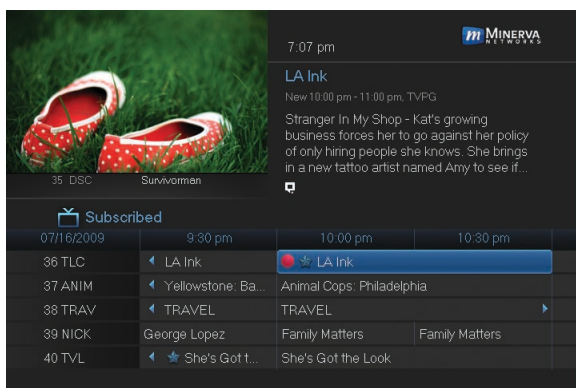 7:07 pm
m MINERVA
NETWORKS
LA Ink
New 10:00 pm - 11:00 pm, TVPG
Stranger In My Shop - Kat's growing
business forces her to go against her policy
of only hiring people she knows. She brings
in a new tattoo artist named Amy to see if...
35 DSC Survivorman
Subscribed
07/16/2009 9:30 pm 10:00 pm 10:30 pm
36 TLC LA Ink LA Ink
37 ANIM Yellowstone: Ba... Animal Cops: Philadelphia
38 TRAV TRAVEL TRAVEL
39 NICK George Lopez Family Matters Family Matters
40 TVL She's Got t... She's Got the Look